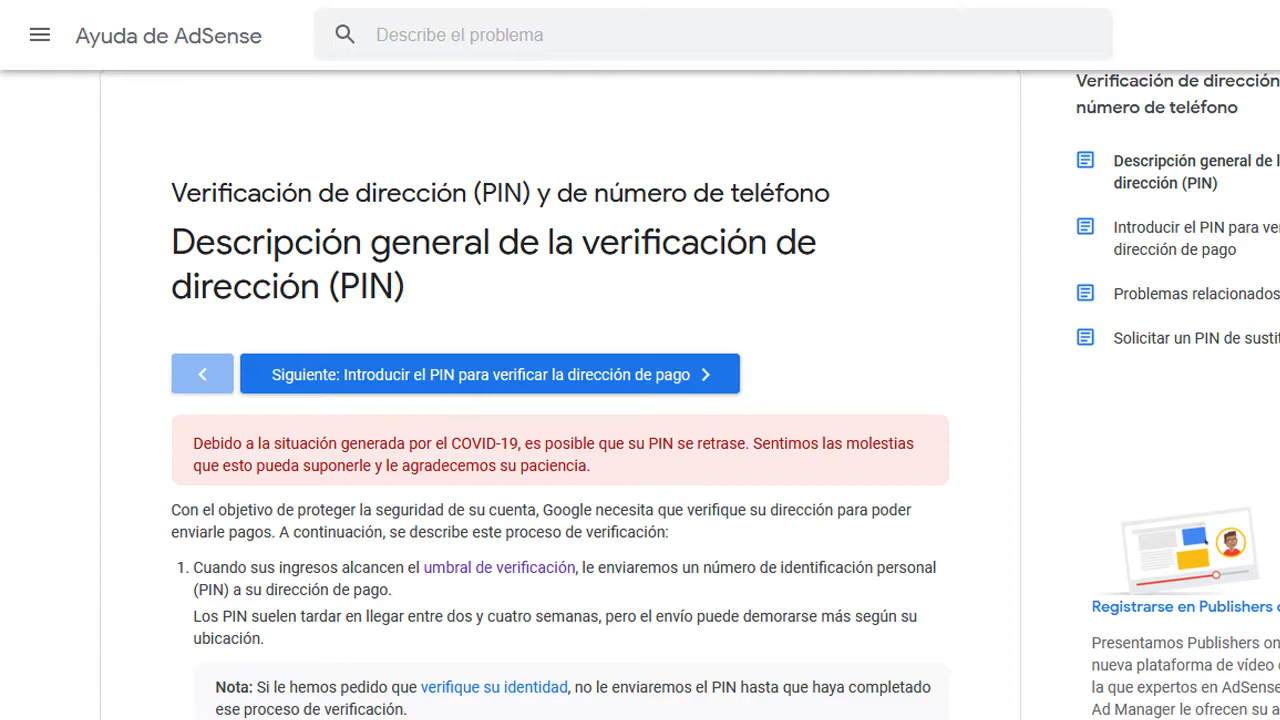 Ayuda de AdSense
Describe el problema
Verificación de dirección (PIN) y de número de teléfono
Descripción general de la verificación de
dirección (PIN)
Siguiente: Introducir el PIN para verificar la dirección de pago
Debido a la situación generada por el COVID-19, es posible que su PIN se retrase. Sentimos las molestias
que esto pueda suponerle y le agradecemos su paciencia.
Con el objetivo de proteger la seguridad de su cuenta, Google necesita que verifique su dirección para poder
enviarle pagos. A continuación, se describe este proceso de verificación:
1. Cuando sus ingresos alcancen el umbral de verificación, le enviaremos un número de identificación personal
(PIN) a su dirección de pago.
Los PIN suelen tardar en llegar entre dos y cuatro semanas, pero el envío puede demorarse más según su
ubicación.
Nota: Si le hemos pedido que verifique su identidad, no le enviaremos el PIN hasta que haya completado
ese proceso de verificación.
Verificación de dirección
número de teléfono
Descripción general de l
dirección (PIN)
Introducir el PIN para ve
dirección de pago
Problemas relacionados
Solicitar un PIN de sustit
Registrarse en Publishers
Presentamos Publishers on
nueva plataforma de vídeo
la que expertos en AdSense
Ad Manager le ofrecen su a